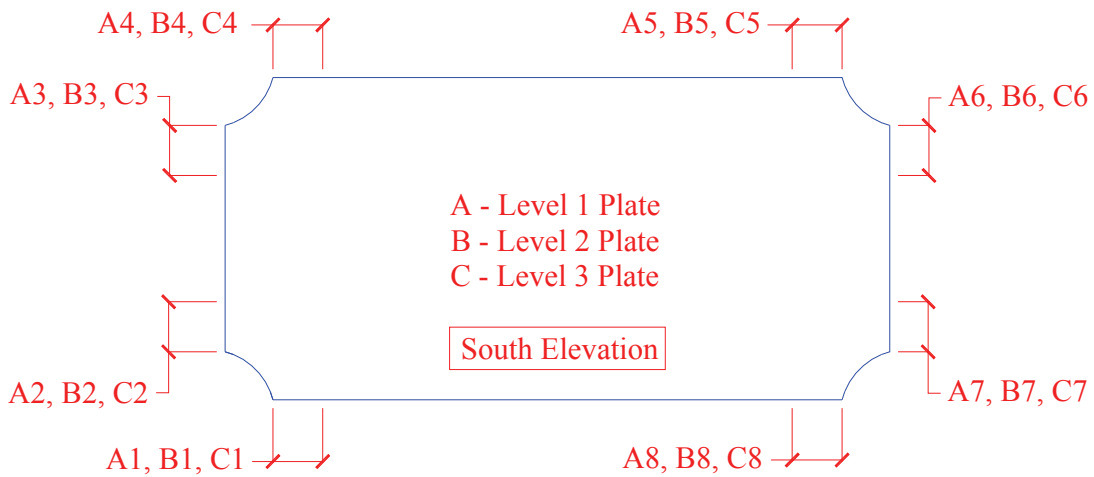 A4, B4, C4
A5, B5, C5
A3, B3, C3
A6, B6, C6
A - Level 1 Plate
B - Level 2 Plate
C - Level 3 Plate
South Elevation
A2, B2, C2
A7, B7, C7
A1, B1, C1
A8, B8, C8